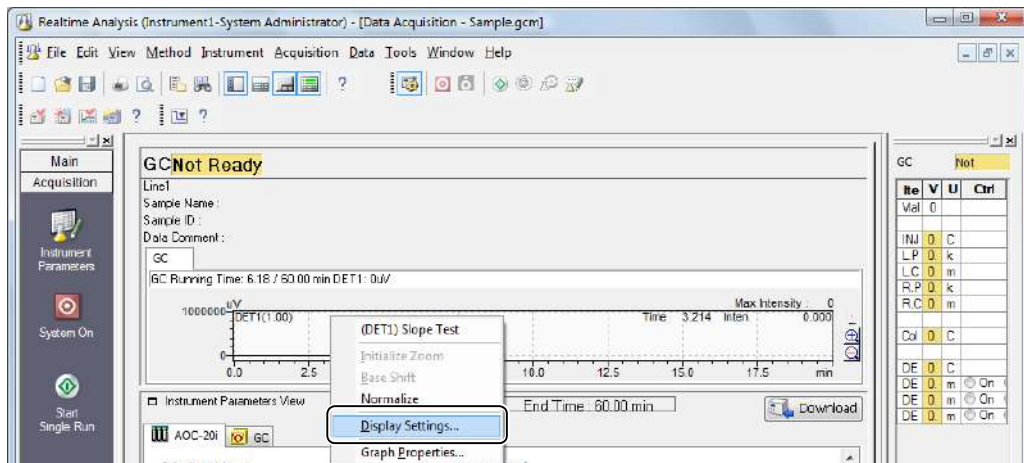 Realtime Analysis (Instrument1-System Administrator) - [Data Acquisition - Sample.gcm]
File Edit View Method Instrument Acquisition Data Tools Window Help
Main
Acquisition
Instrument
Parameters
System On
Start
Single Run
GC Not Ready
Line1
Sample Name :
Sample ID :
Data Comment :
GC
GC Running Time: 6.18 / 60.00 min DET1: 0uV
uV
Max Intensity : 0
1000000
DET1(1.00)
Time 3.214 Inten. 0.000
0
0.0 2.5 10.0 12.5 15.0 17.5 min
(DET1) Slope Test
Initialize Zoom
Base Shift
Normalize
Display Settings...
Graph Properties...
Instrument Parameters View
End Time : 60.00 min
Download
AOC-20i GC
GC Not
Ite V U Ctrl
Vial 0
INJ 0. C
L.P 0. k
L.C 0. m
R.P 0. k
R.C 0. m
Col 0. C
DE 0. C
DE 0. m On
DE 0. m On
DE 0. m On